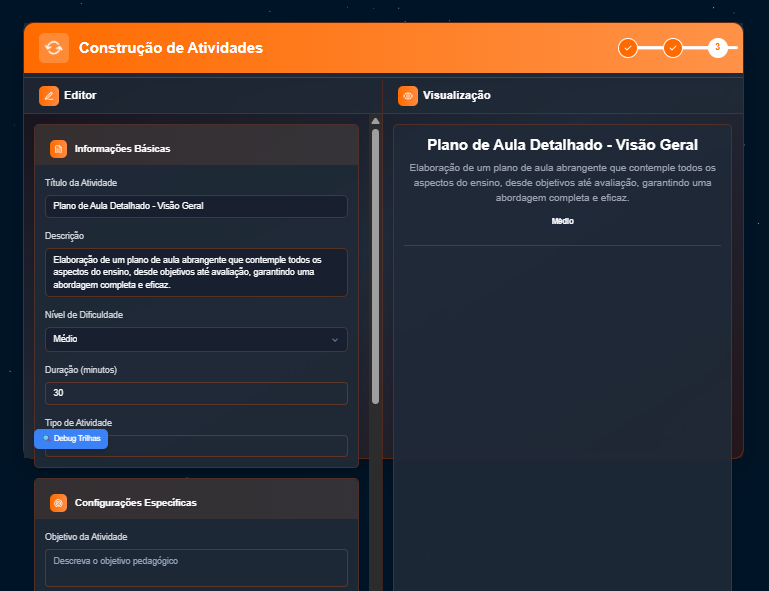 Construção de Atividades
3
Editor
Informações Básicas
Título da Atividade
Plano de Aula Detalhado - Visão Geral
Descrição
Elaboração de um plano de aula abrangente que contemple todos os
aspectos do ensino, desde objetivos até avaliação, garantindo uma
abordagem completa e eficaz.
Nível de Dificuldade
Médio
Duração (minutos)
30
Tipo de Atividade
Debug Trilhas
Configurações Específicas
Objetivo da Atividade
Descreva o objetivo pedagógico
Visualização
Plano de Aula Detalhado - Visão Geral
Elaboração de um plano de aula abrangente que contemple todos os
aspectos do ensino, desde objetivos até avaliação, garantindo uma
abordagem completa e eficaz.
Médio